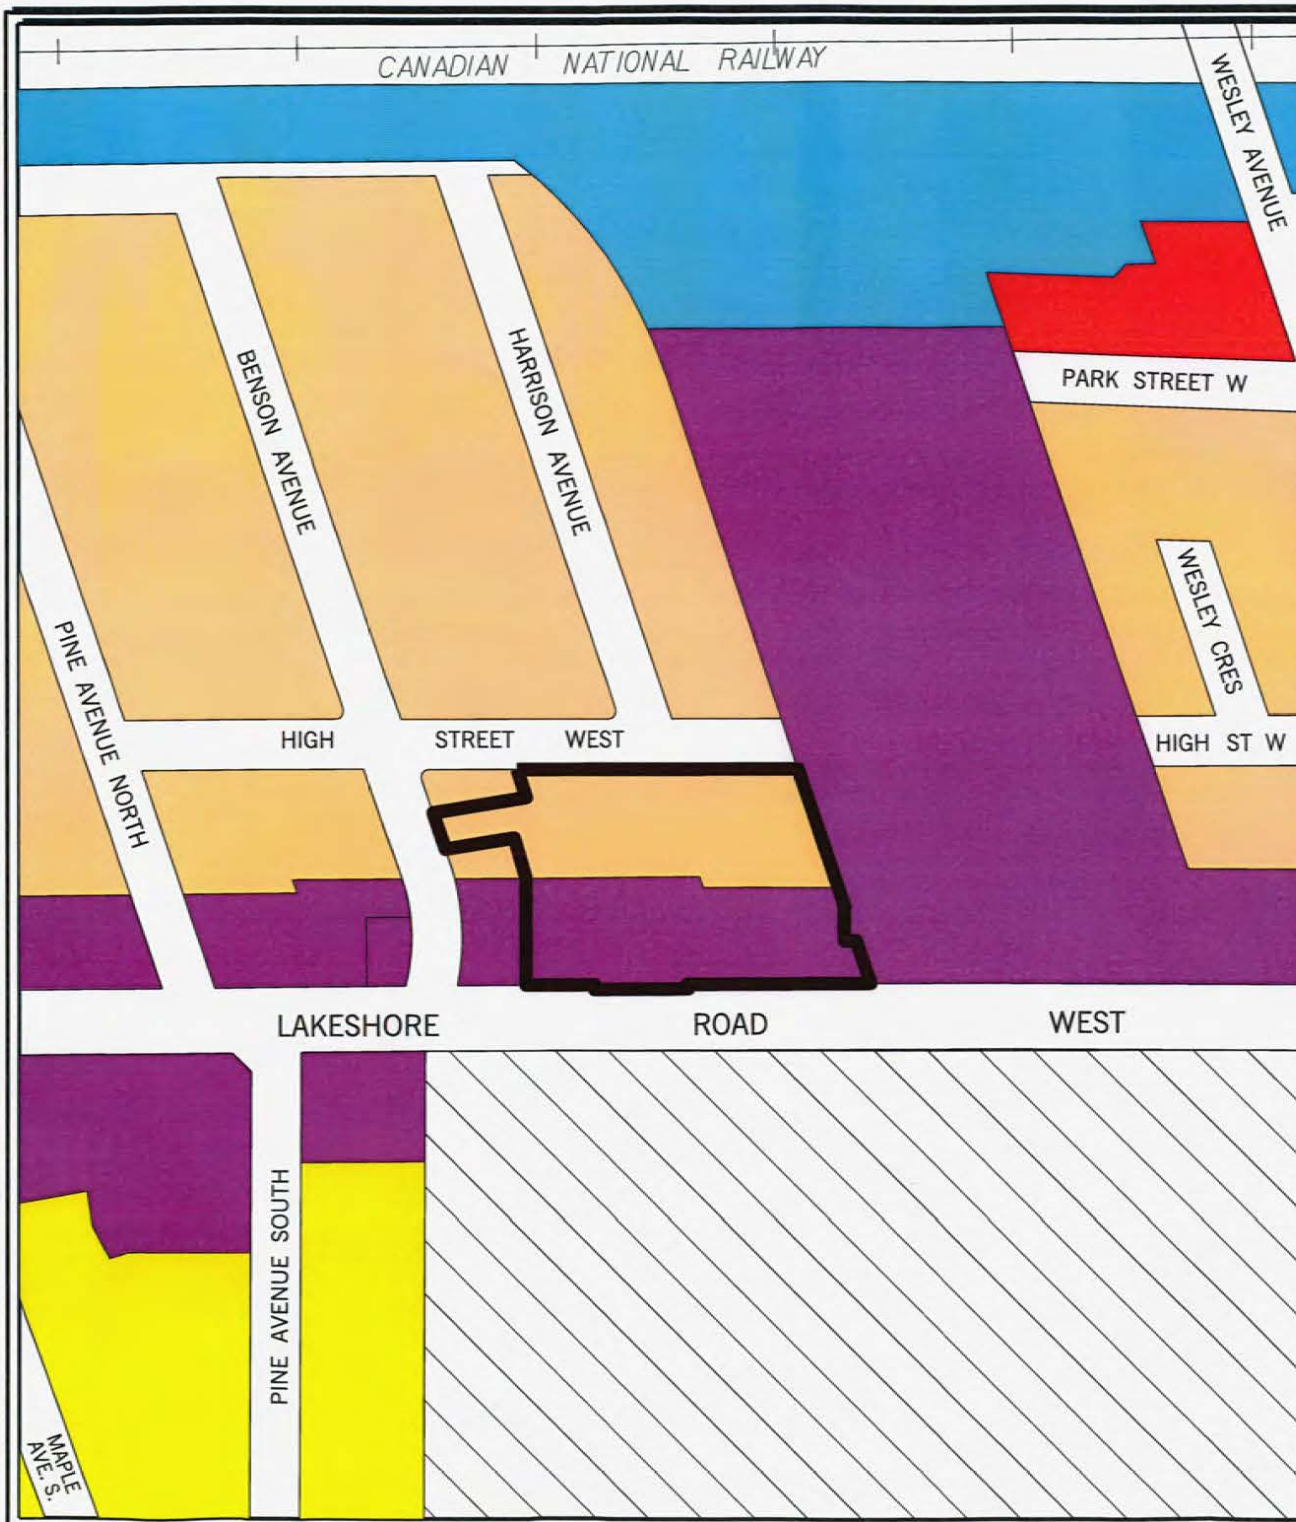 CANADIAN NATIONAL RAILWAY
WESLEY AVENUE
BENSON AVENUE
HARRISON AVENUE
PARK STREET W
PINE AVENUE NORTH
WESLEY CRES
HIGH STREET WEST
HIGH ST W
LAKESHORE ROAD WEST
PINE AVENUE SOUTH
MAPLE
AVE. S.